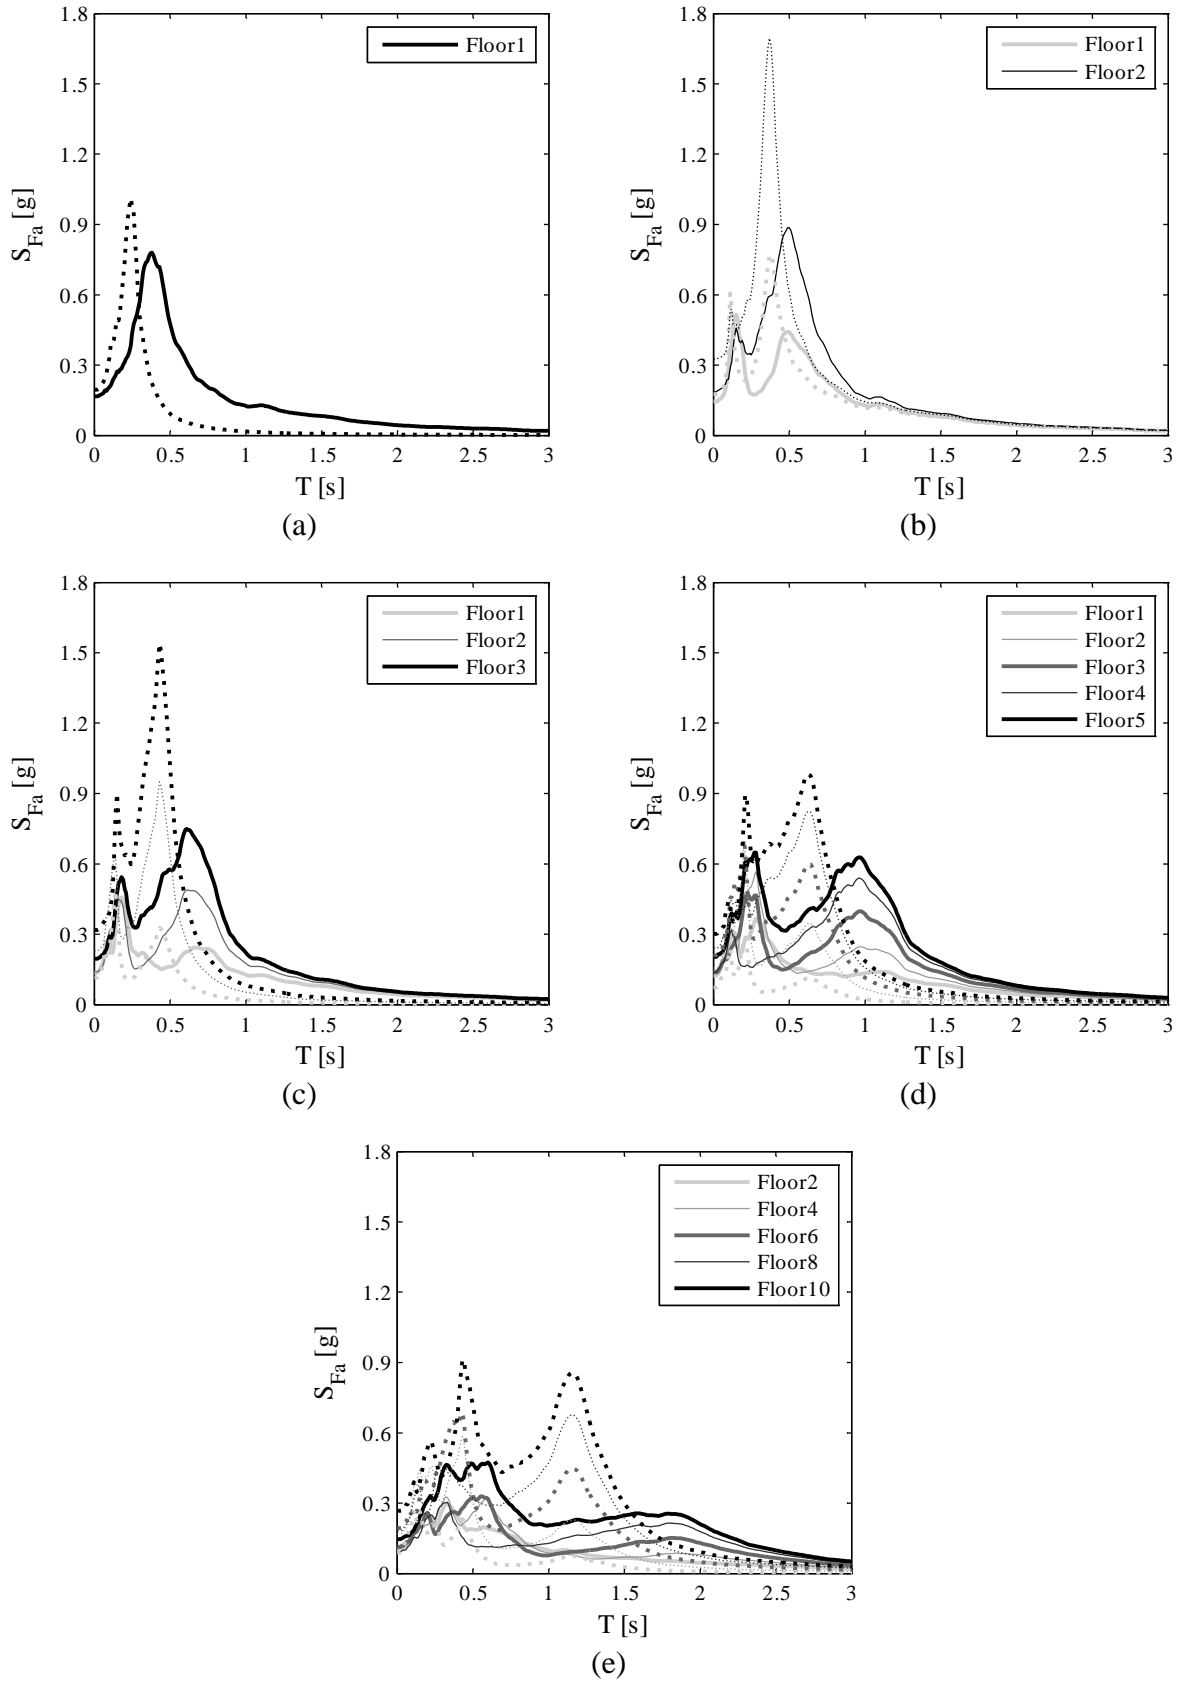 1.8
1.5
1.2
0.9
0.6
0.3
0
S_Fa [g]
0 0.5 1 1.5 2 2.5 3
T [s]
Floor1
(a)
1.8
1.5
1.2
0.9
0.6
0.3
0
S_Fa [g]
0 0.5 1 1.5 2 2.5 3
T [s]
Floor1
Floor2
(b)
1.8
1.5
1.2
0.9
0.6
0.3
0
S_Fa [g]
0 0.5 1 1.5 2 2.5 3
T [s]
Floor1
Floor2
Floor3
(c)
1.8
1.5
1.2
0.9
0.6
0.3
0
S_Fa [g]
0 0.5 1 1.5 2 2.5 3
T [s]
Floor1
Floor2
Floor3
Floor4
Floor5
(d)
1.8
1.5
1.2
0.9
0.6
0.3
0
S_Fa [g]
0 0.5 1 1.5 2 2.5 3
T [s]
Floor2
Floor4
Floor6
Floor8
Floor10
(e)